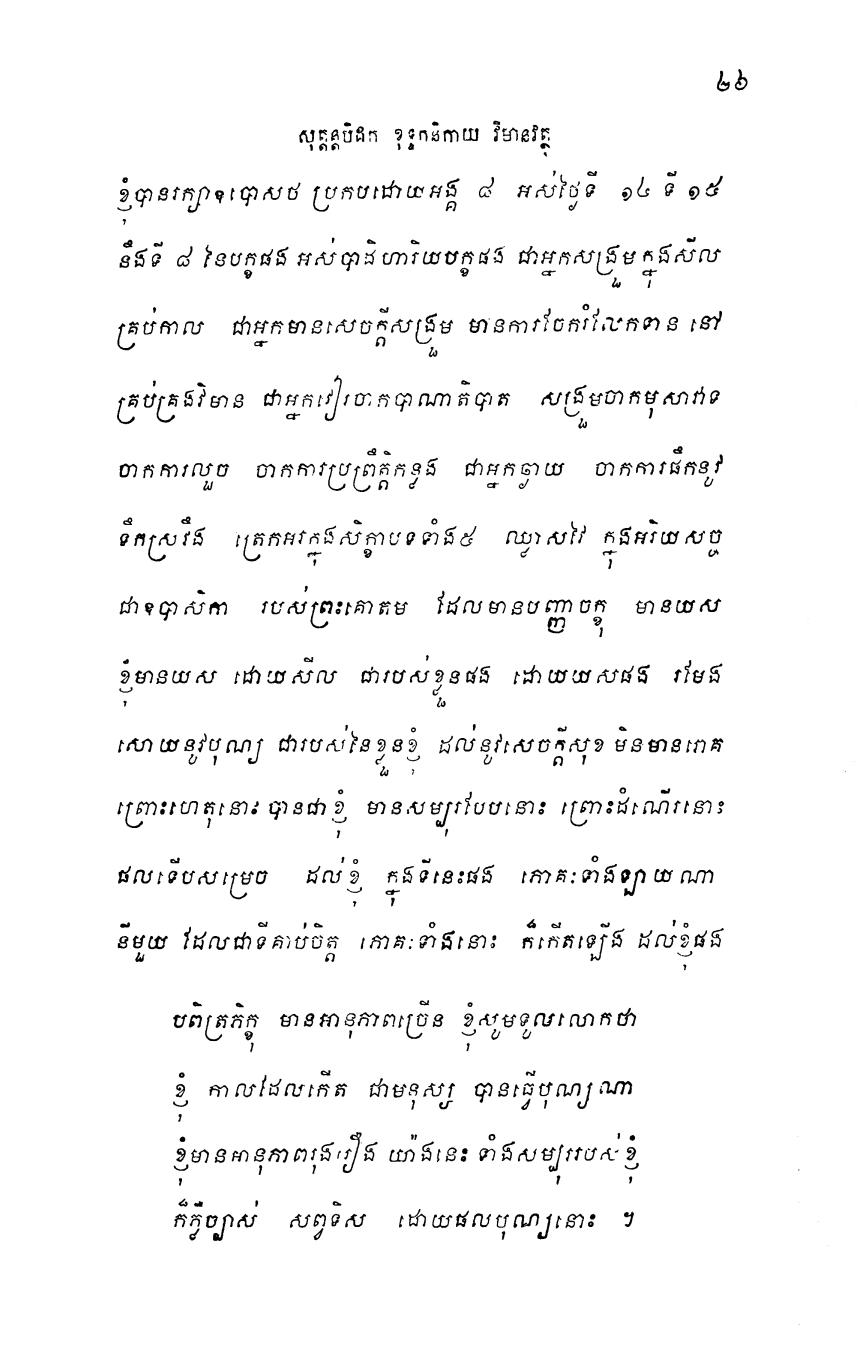 ២៦
សុត្តន្តបិដក ខុទ្ទកនិកាយ វិមានវត្ថុ
ខ្ញុំបានរក្សាឧបោសថ ប្រកបដោយអង្គ ៨ អស់ថ្ងៃទី ១៤ ទី ១៥
នឹងទី ៨ នៃបក្ខផង អស់បាដិហារិយបក្ខផង ជាអ្នកសង្រួមក្នុងសីល
គ្រប់កាល ជាអ្នកមានសេចក្តីសង្រួម មានការចែករំលែកទាន នៅ
គ្រប់គ្រងវិមាន ជាអ្នកវៀរចាកបាណាតិបាត សង្រួមចាកមុសាវាទ
ចាកការលួច ចាកការប្រព្រឹត្តិកន្លង ជាអ្នកឆ្ងាយ ចាកការផឹកនូវ
ទឹកស្រវឹង ត្រេកអរក្នុងសិក្ខាបទទាំង៥ ឈ្លាសវៃ ក្នុងអរិយសច្ច
ជាឧបាសិកា របស់ព្រះគោតម ដែលមានបញ្ញាចក្ខុ មានយស
ខ្ញុំមានយស ដោយសីល ជារបស់ខ្លួនផង ដោយយសផង រមែង
សោយនូវបុណ្យ ជារបស់នៃខ្លួនខ្ញុំ ដល់នូវសេចក្តីសុខ មិនមានរោគ
ព្រោះហេតុនោះ បានជាខ្ញុំ មានសម្បុរបែបនោះ ព្រោះដំណើរនោះ
ផលទើបសម្រេច ដល់ខ្ញុំ ក្នុងទីនេះផង ភោគៈទាំងឡាយណា
នីមួយ ដែលជាទីគាប់ចិត្ត ភោគៈទាំងនោះ ក៏កើតឡើង ដល់ខ្ញុំផង
បពិត្រភិក្ខុ មានអានុភាពច្រើន ខ្ញុំសូមទូលលោកថា
ខ្ញុំ កាលដែលកើត ជាមនុស្ស បានធ្វើបុណ្យណា
ខ្ញុំមានអានុភាពរុងរឿង យ៉ាងនេះ ទាំងសម្បុររបស់ខ្ញុំ
ក៏ភ្លឺច្បាស់ សព្វទិស ដោយផលបុណ្យនោះ ។